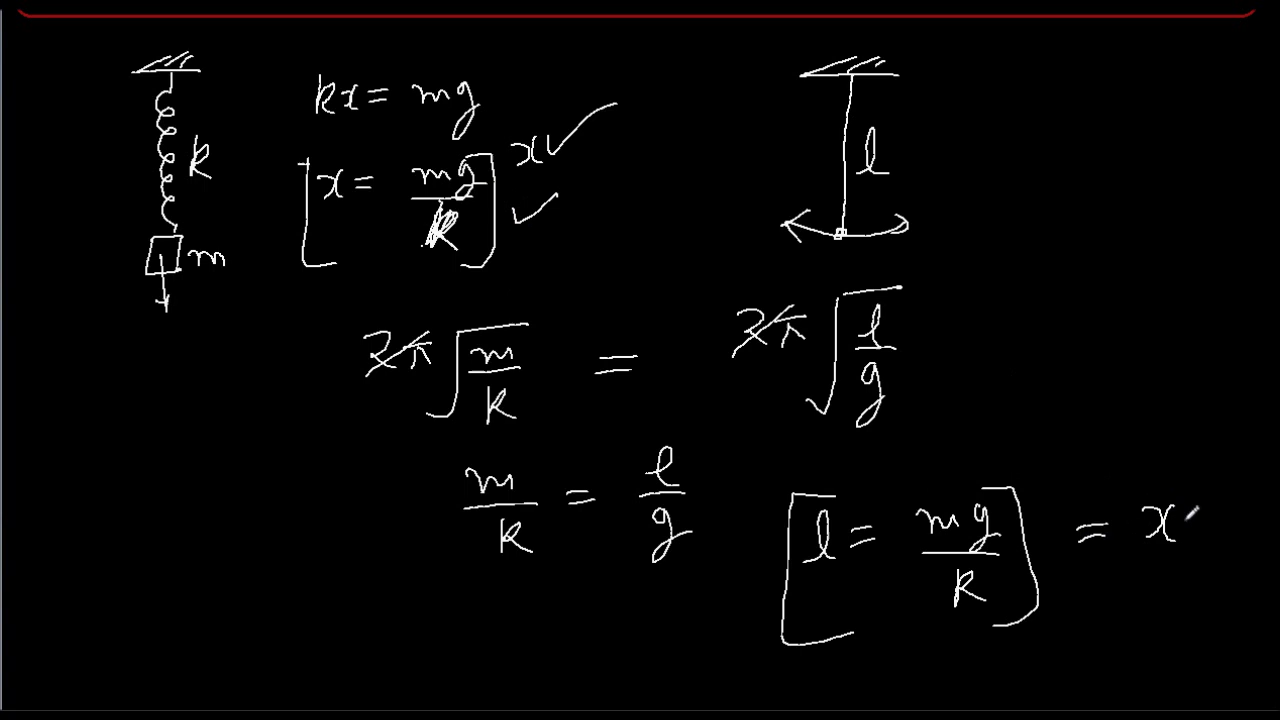 k
m
kx = mg
x = mg/k
x ✓
✓
l
2π√(m/k) = 2π√(l/g)
m/k = l/g
l = mg/k = x